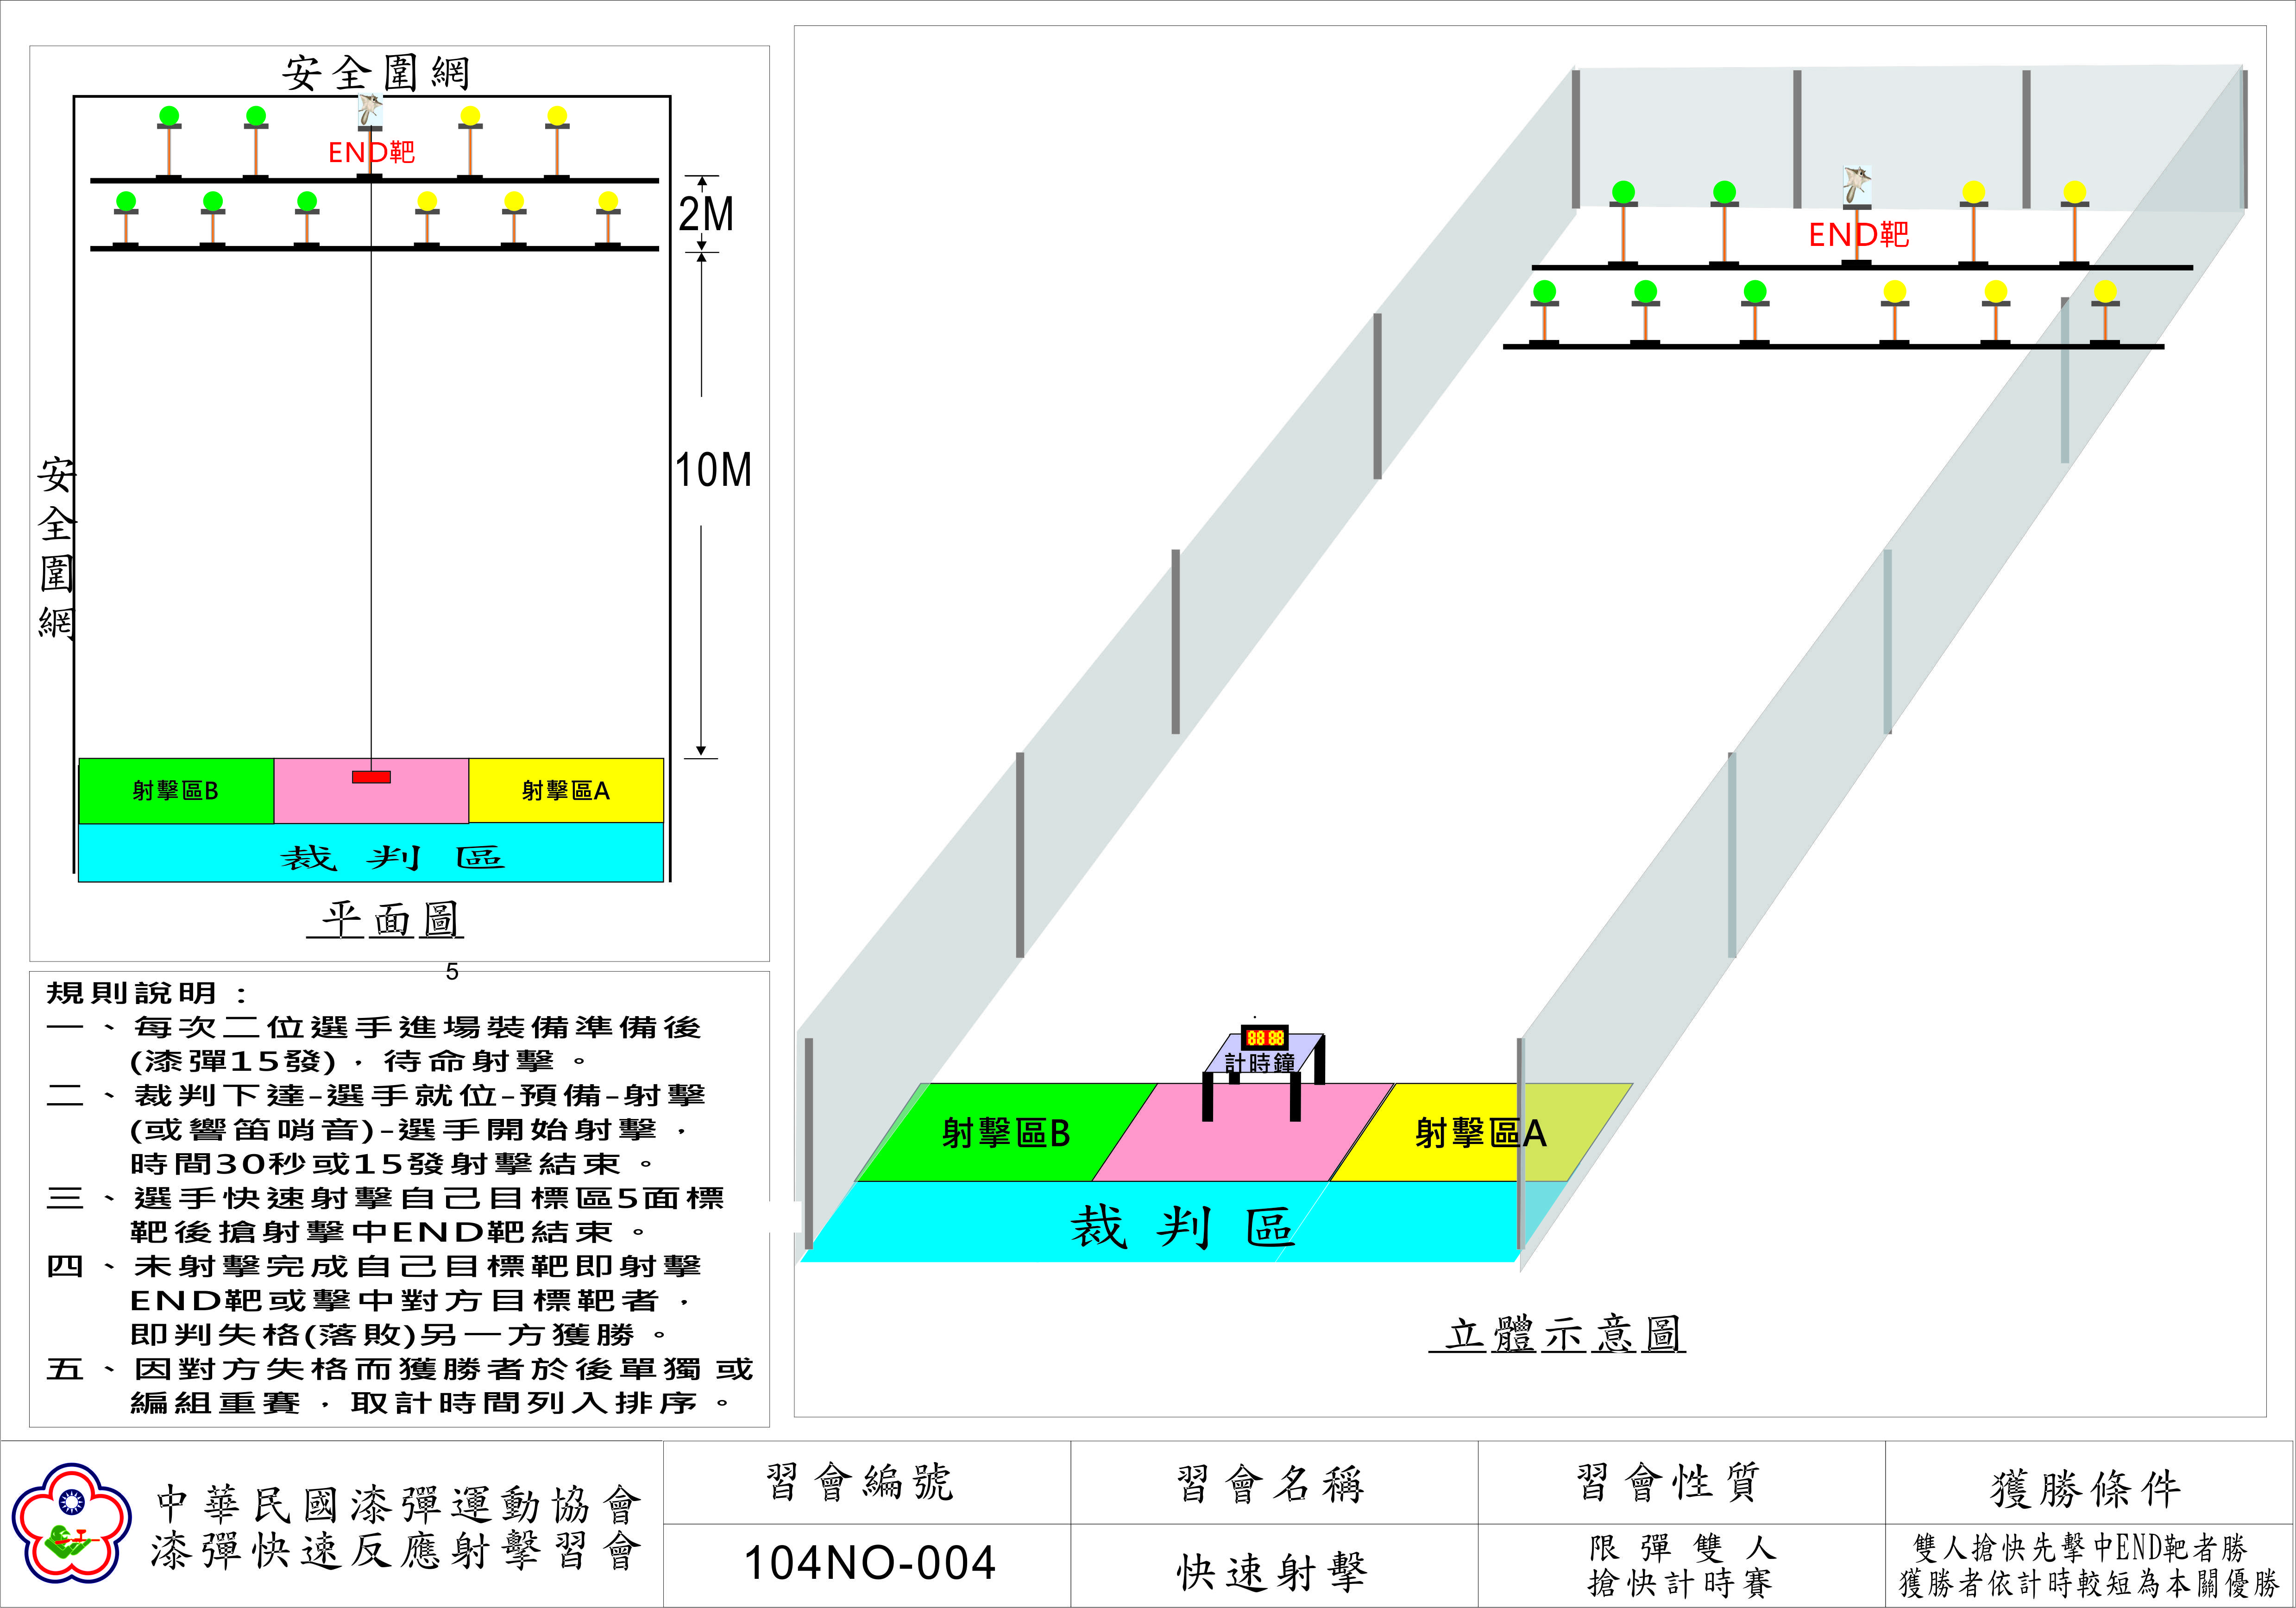 安全圍網
END靶
2M
安全圍網
10M
射擊區B
射擊區A
裁判區
平面圖
5
規則說明：
一、每次二位選手進場裝備準備後
(漆彈15發)，待命射擊。
二、裁判下達-選手就位-預備-射擊
(或響笛哨音)-選手開始射擊，
時間30秒或15發射擊結束。
三、選手快速射擊自己目標區5面標
靶後搶射擊中END靶結束。
四、未射擊完成自己目標靶即射擊
END靶或擊中對方目標靶者，
即判失格(落敗)另一方獲勝。
五、因對方失格而獲勝者於後單獨或
編組重賽，取計時間列入排序。
END靶
88 88
計時鐘
射擊區B
射擊區A
裁判區
立體示意圖
中華民國漆彈運動協會
漆彈快速反應射擊習會
習會編號
104NO-004
習會名稱
快速射擊
習會性質
限彈雙人
搶快計時賽
獲勝條件
雙人搶快先擊中END靶者勝
獲勝者依計時較短為本關優勝